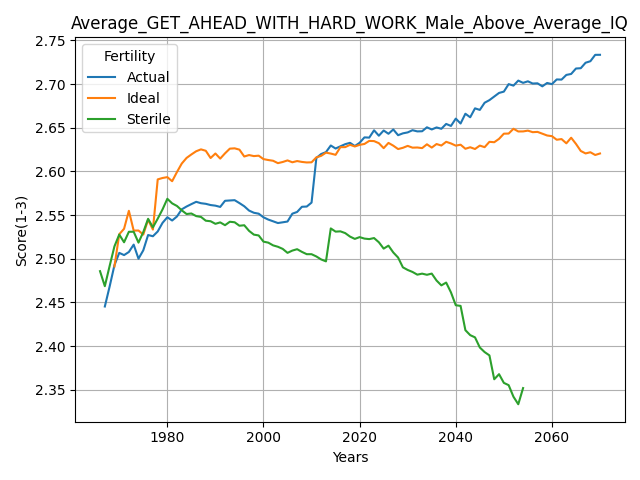 Average_GET_AHEAD_WITH_HARD_WORK_Male_Above_Average_IQ
Fertility
Actual
Ideal
Sterile
Score(1-3)
2.75
2.70
2.65
2.60
2.55
2.50
2.45
2.40
2.35
1980 2000 2020 2040 2060
Years